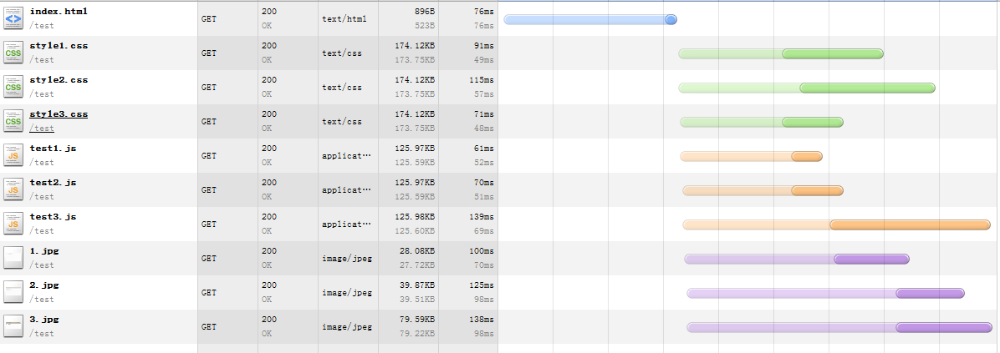 index.html GET 200 text/html 896B 76ms
/test OK 523B 76ms
style1.css GET 200 text/css 174.12KB 91ms
/test OK 173.75KB 49ms
style2.css GET 200 text/css 174.12KB 115ms
/test OK 173.75KB 57ms
style3.css GET 200 text/css 174.12KB 71ms
/test OK 173.75KB 48ms
test1.js GET 200 applicat… 125.97KB 61ms
/test OK 125.59KB 52ms
test2.js GET 200 applicat… 125.97KB 70ms
/test OK 125.59KB 51ms
test3.js GET 200 applicat… 125.98KB 139ms
/test OK 125.60KB 69ms
1.jpg GET 200 image/jpeg 28.08KB 100ms
/test OK 27.72KB 70ms
2.jpg GET 200 image/jpeg 39.87KB 125ms
/test OK 39.51KB 98ms
3.jpg GET 200 image/jpeg 79.59KB 138ms
/test OK 79.22KB 98ms
CSS
CSS
CSS
JS
JS
JS